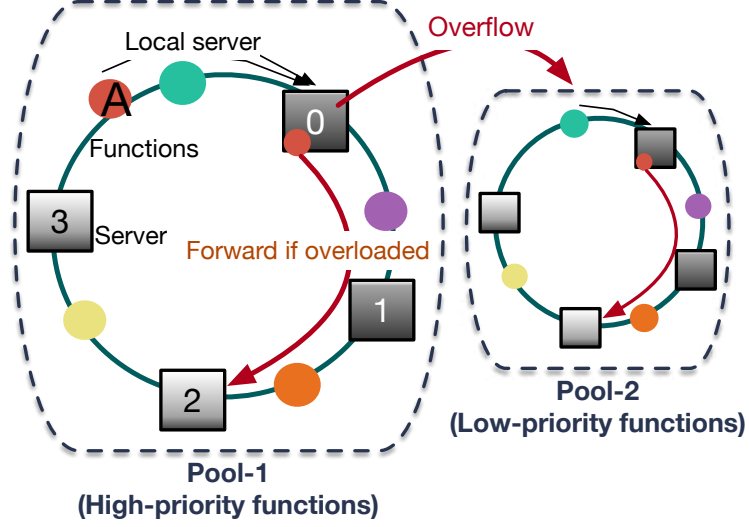 Overflow
Local server
A
0
Functions
3
Server
Forward if overloaded
1
2
Pool-1
(High-priority functions)
Pool-2
(Low-priority functions)